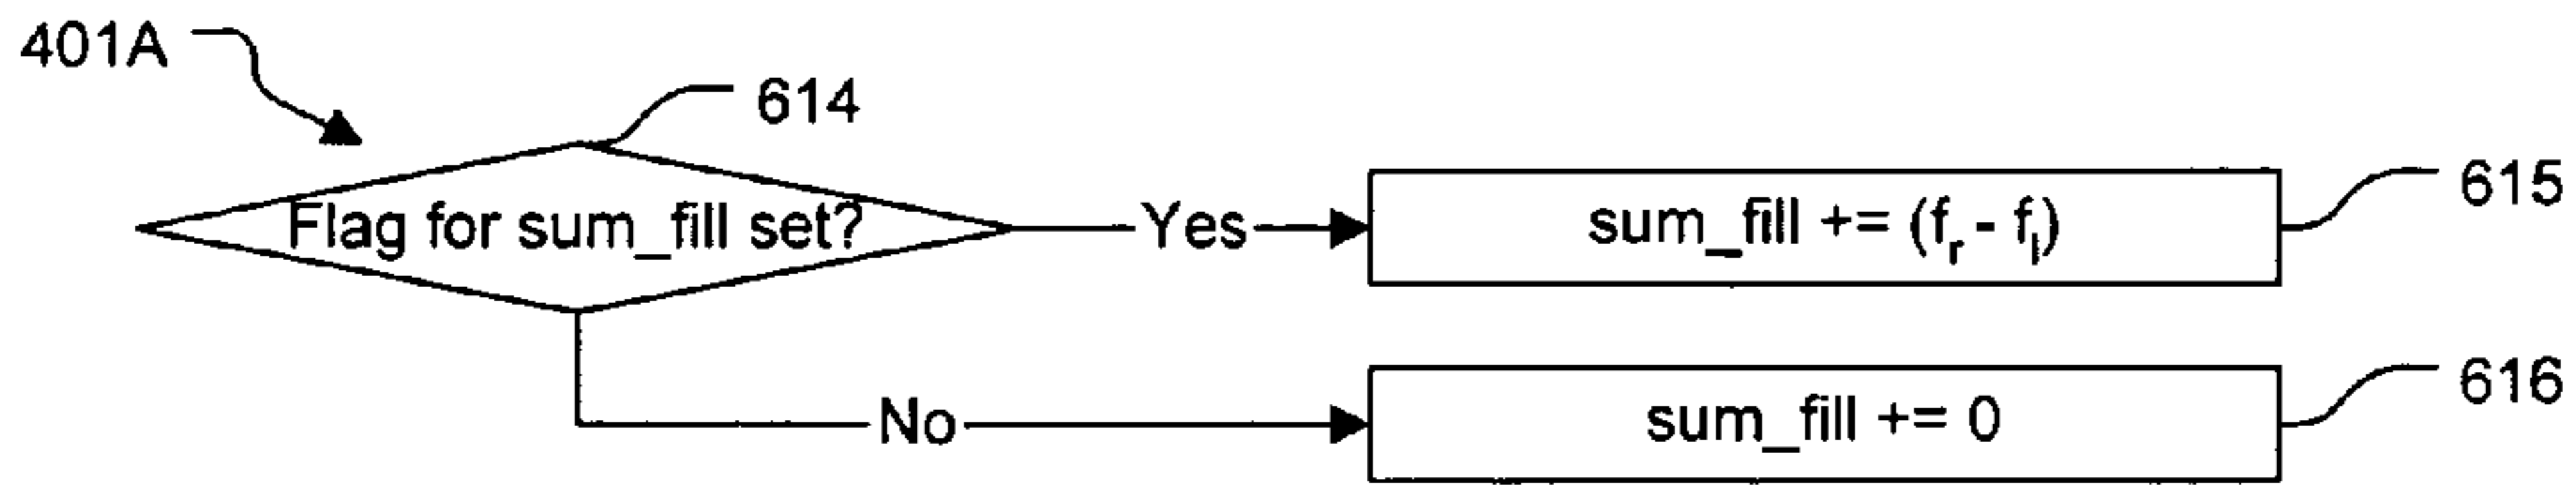 401A
614
Flag for sum_fill set?
Yes
sum_fill += (fr - fl)
615
No
sum_fill += 0
616